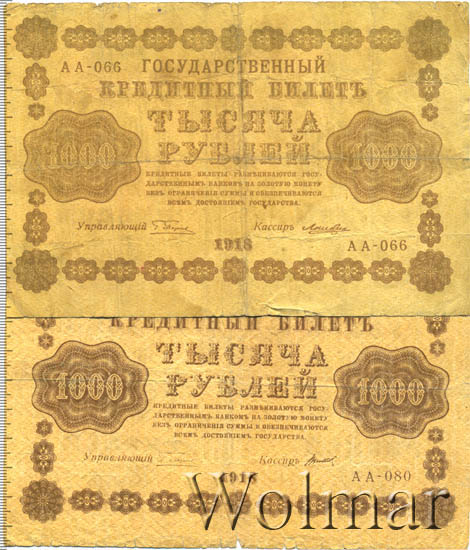 АА-066 ГОСУДАРСТВЕННЫЙ
КРЕДИТНЫЙ БИЛЕТЪ
ТЫСЯЧА
РУБЛЕЙ
1000 1000
КРЕДИТНЫЕ БИЛЕТЫ РАЗМѢНИВАЮТСЯ ГОСУ-
ДАРСТВЕННЫМЪ БАНКОМЪ НА ЗОЛОТУЮ МОНЕТУ
БЕЗЪ ОГРАНИЧЕНІЯ СУММЫ И ОБЕЗПЕЧИВАЮТСЯ
ВСѢМЪ ДОСТОЯНІЕМЪ ГОСУДАРСТВА.
Управляющій Кассиръ
1918
АА-066
КРЕДИТНЫЙ БИЛЕТЪ
ТЫСЯЧА
РУБЛЕЙ
1000 1000
КРЕДИТНЫЕ БИЛЕТЫ РАЗМѢНИВАЮТСЯ ГОСУ-
ДАРСТВЕННЫМЪ БАНКОМЪ НА ЗОЛОТУЮ МОНЕТУ
БЕЗЪ ОГРАНИЧЕНІЯ СУММЫ И ОБЕЗПЕЧИВАЮТСЯ
ВСѢМЪ ДОСТОЯНІЕМЪ ГОСУДАРСТВА.
Управляющій Кассиръ
1918
АА-080
Wolmar